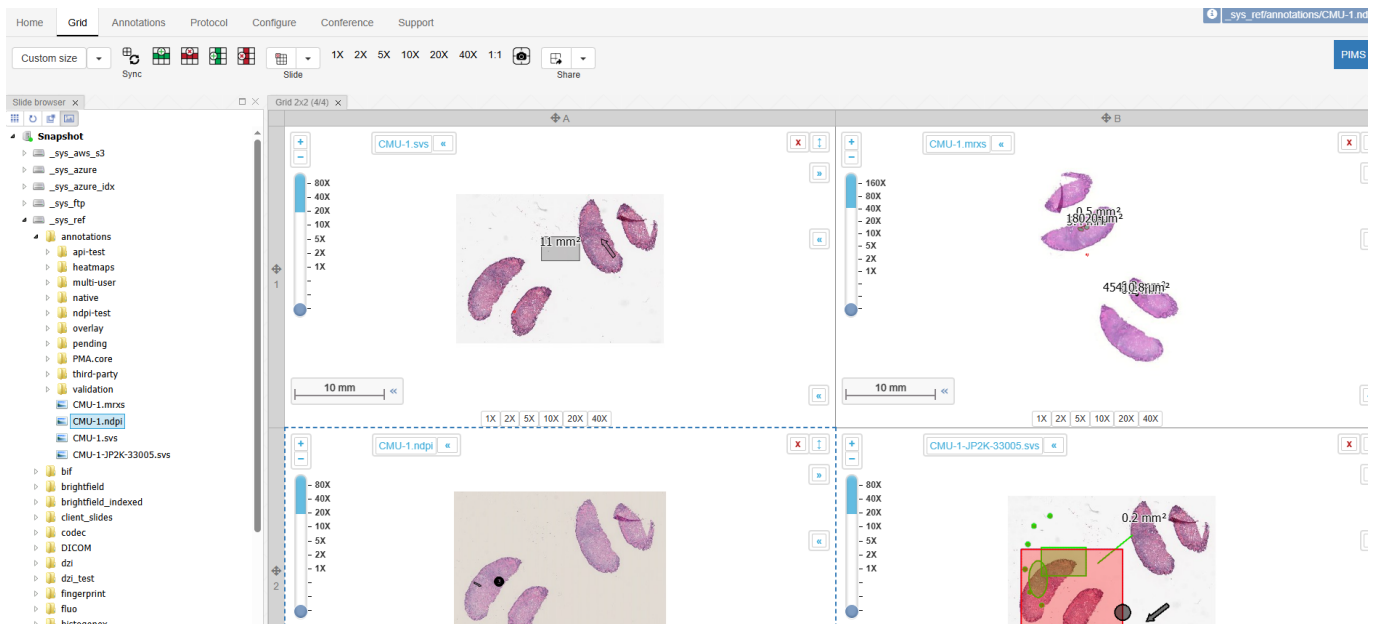 Home Grid Annotations Protocol Configure Conference Support
_sys_ref/annotations/CMU-1.nd
Custom size 1X 2X 5X 10X 20X 40X 1:1 PIMS
Sync Slide Share
Slide browser x
Grid 2x2 (4/4) x
A B
Snapshot
_sys_aws_s3
_sys_azure
_sys_azure_idx
_sys_ftp
_sys_ref
annotations
api-test
heatmaps
multi-user
native
ndpi-test
overlay
pending
PMA.core
third-party
validation
CMU-1.mrxs
CMU-1.ndpi
CMU-1.svs
CMU-1-JP2K-33005.svs
bif
brightfield
brightfield_indexed
client_slides
codec
DICOM
dzi
dzi_test
fingerprint
fluo
1
2
+
−
CMU-1.svs «
x
»
«
«
80X
40X
20X
10X
5X
2X
1X
11 mm²
10 mm «
1X 2X 5X 10X 20X 40X
+
−
CMU-1.mrxs «
x
160X
80X
40X
20X
10X
5X
2X
1X
0.5 mm²
18020 µm²
10 mm «
1X 2X 5X 10X 20X 40X
+
−
CMU-1.ndpi «
x
»
«
80X
40X
20X
10X
5X
2X
1X
+
−
CMU-1-JP2K-33005.svs «
x
80X
40X
20X
10X
5X
2X
1X
0.2 mm²